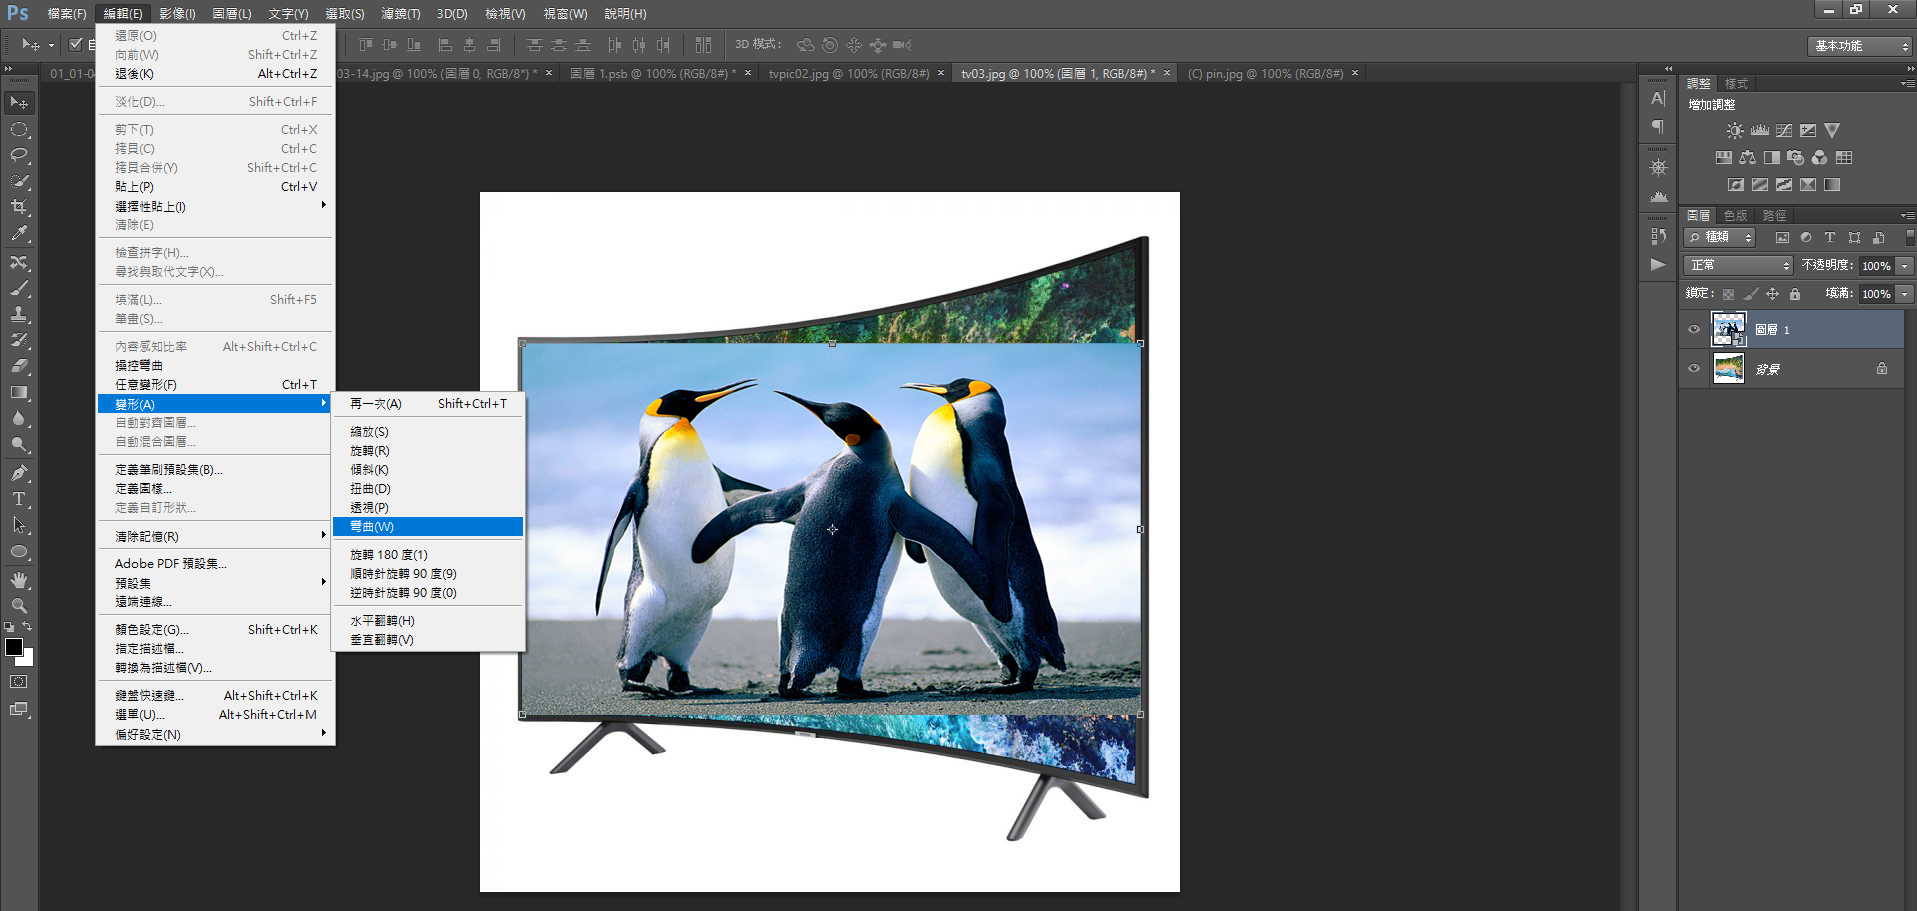 Ps 檔案(F) 編輯(E) 影像(I) 圖層(L) 文字(Y) 選取(S) 濾鏡(T) 3D(D) 檢視(V) 視窗(W) 說明(H)
3D 模式:
基本功能
01_01-0
03-14.jpg @ 100% (圖層 0, RGB/8*) * ×
圖層 1.psb @ 100% (RGB/8#) * ×
tvpic02.jpg @ 100% (RGB/8#) ×
tv03.jpg @ 100% (圖層 1, RGB/8#) * ×
(C) pin.jpg @ 100% (RGB/8#) ×
還原(O) Ctrl+Z
向前(W) Shift+Ctrl+Z
退後(K) Alt+Ctrl+Z
淡化(D)... Shift+Ctrl+F
剪下(T) Ctrl+X
拷貝(C) Ctrl+C
拷貝合併(Y) Shift+Ctrl+C
貼上(P) Ctrl+V
選擇性貼上(I)
清除(E)
檢查拼字(H)...
尋找與取代文字(X)...
填滿(L)... Shift+F5
筆畫(S)...
內容感知比率 Alt+Shift+Ctrl+C
操控彎曲
任意變形(F) Ctrl+T
變形(A)
自動對齊圖層...
自動混合圖層...
定義筆刷預設集(B)...
定義圖樣...
定義自訂形狀...
清除記憶(R)
Adobe PDF 預設集...
預設集
遠端連線...
顏色設定(G)... Shift+Ctrl+K
指定描述檔...
轉換為描述檔(V)...
鍵盤快速鍵... Alt+Shift+Ctrl+K
選單(U)... Alt+Shift+Ctrl+M
偏好設定(N)
再一次(A) Shift+Ctrl+T
縮放(S)
旋轉(R)
傾斜(K)
扭曲(D)
透視(P)
彎曲(W)
旋轉 180 度(1)
順時針旋轉 90 度(9)
逆時針旋轉 90 度(0)
水平翻轉(H)
垂直翻轉(V)
調整 樣式
增加調整
圖層 色版 路徑
種類
正常 不透明度: 100%
鎖定: 填滿: 100%
圖層 1
背景